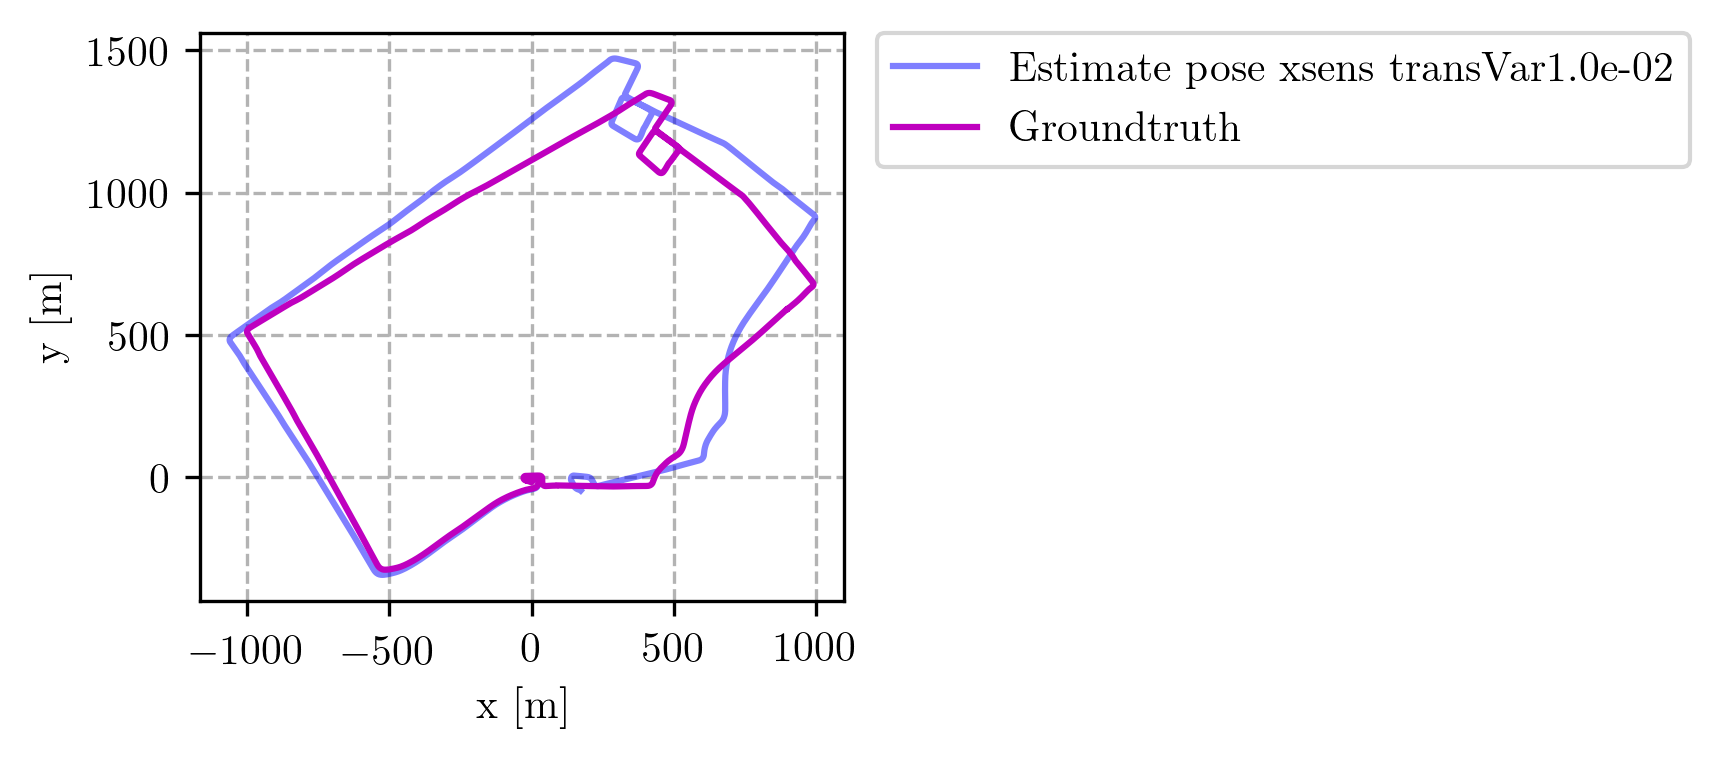 1500
1000
500
0
y [m]
−1000 −500 0 500 1000
x [m]
Estimate pose xsens transVar1.0e-02
Groundtruth